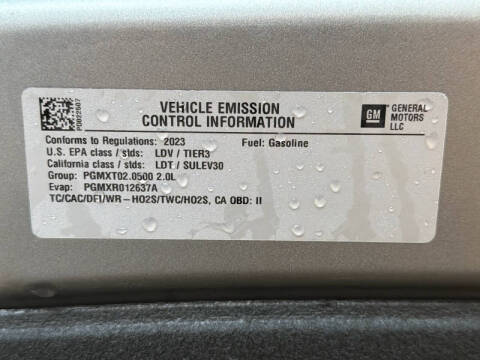 PD022507
VEHICLE EMISSION
CONTROL INFORMATION
GM
GENERAL
MOTORS
LLC
Conforms to Regulations: 2023 Fuel: Gasoline
U.S. EPA class / stds: LDV / TIER3
California class / stds: LDT / SULEV30
Group: PGMXT02.0500 2.0L
Evap: PGMXR012637A
TC/CAC/DFI/WR-HO2S/TWC/HO2S, CA OBD: II